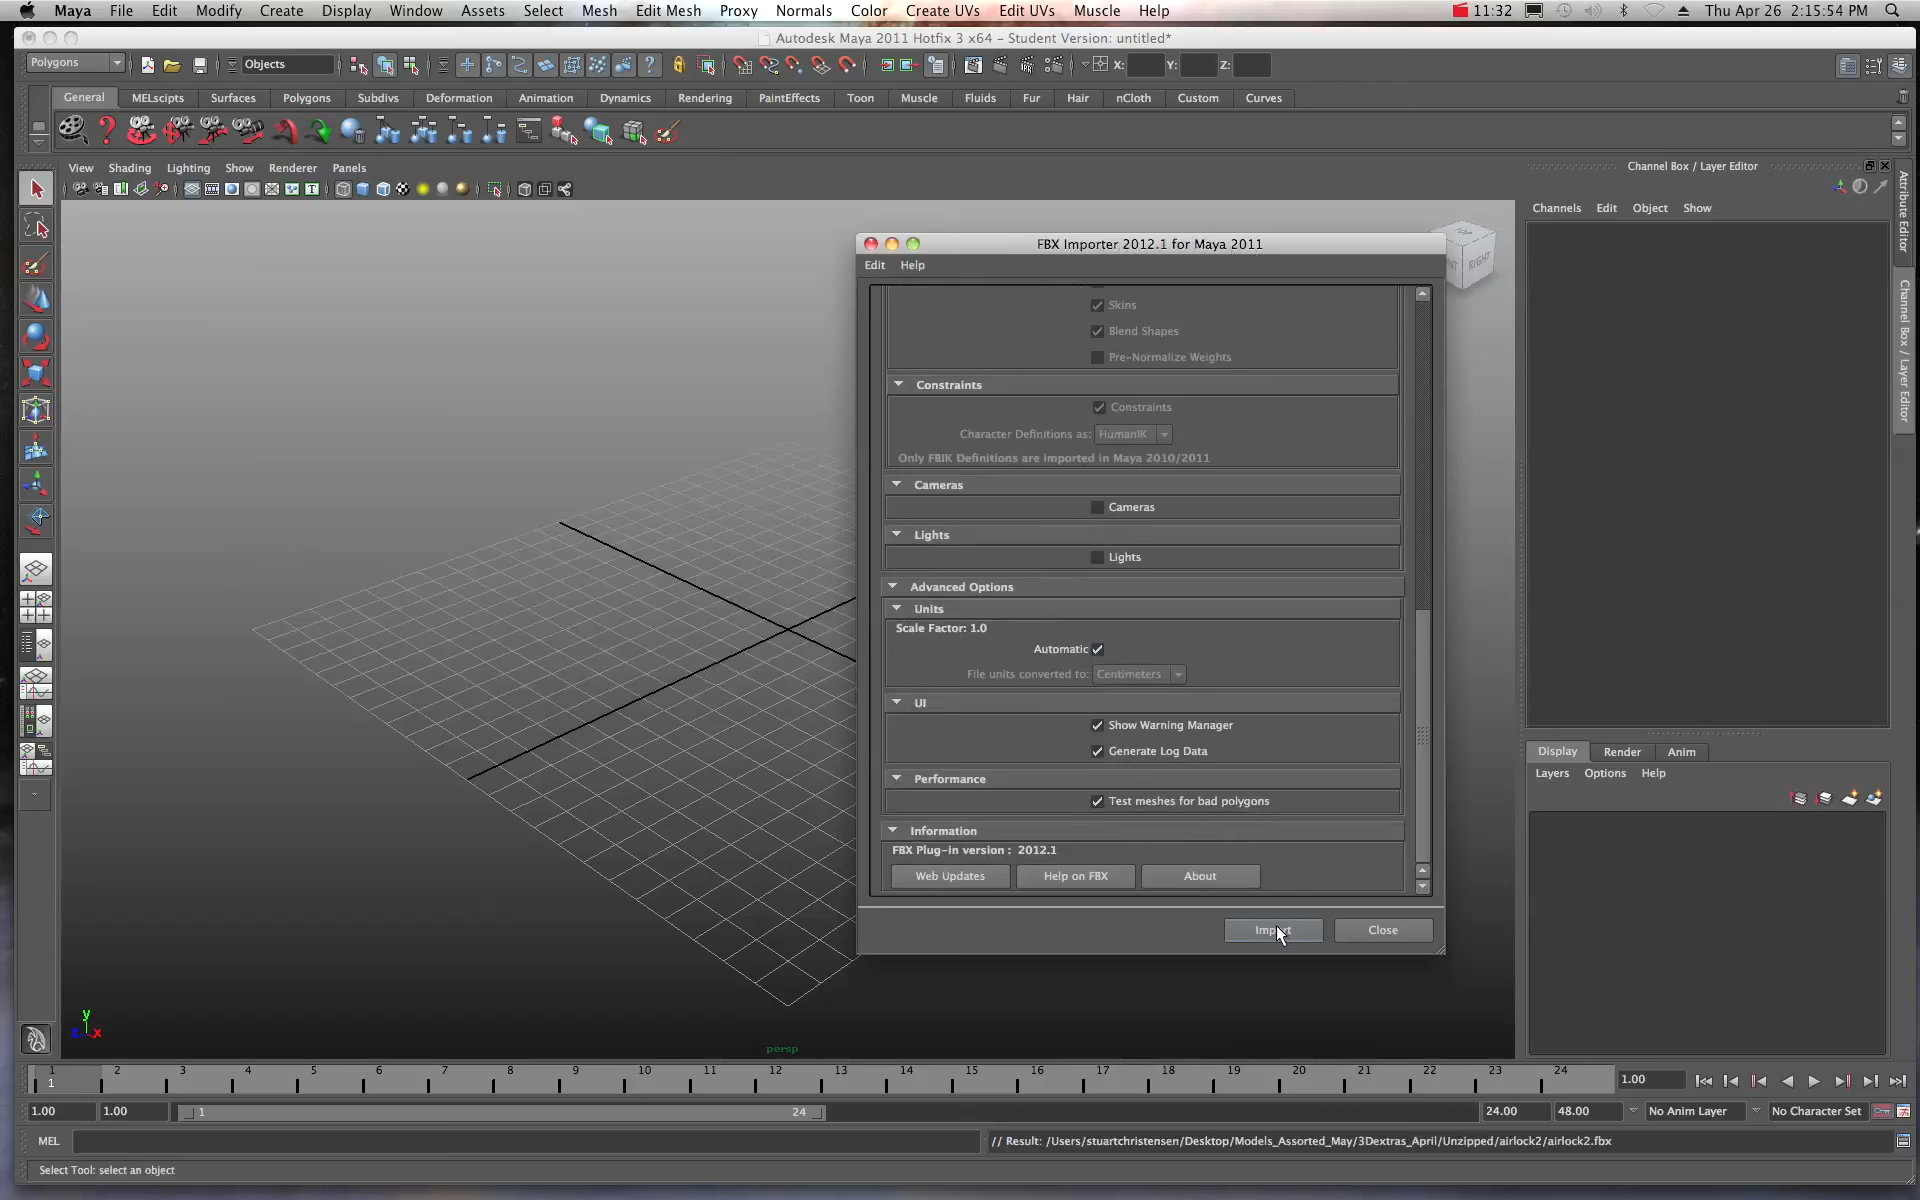 Maya File Edit Modify Create Display Window Assets Select Mesh Edit Mesh Proxy Normals Color Create UVs Edit UVs Muscle Help 11:32 Thu Apr 26 2:15:54 PM
Autodesk Maya 2011 Hotfix 3 x64 - Student Version: untitled*
Polygons Objects X: Y: Z:
General MELscipts Surfaces Polygons Subdivs Deformation Animation Dynamics Rendering PaintEffects Toon Muscle Fluids Fur Hair nCloth Custom Curves
View Shading Lighting Show Renderer Panels
Channel Box / Layer Editor
Channels Edit Object Show
Attribute Editor
Channel Box / Layer Editor
TOP
RIGHT
FBX Importer 2012.1 for Maya 2011
Edit Help
Skins
Blend Shapes
Pre-Normalize Weights
Constraints
Constraints
Character Definitions as: HumanIK
Only FBIK Definitions are imported in Maya 2010/2011
Cameras
Cameras
Lights
Lights
Advanced Options
Units
Scale Factor: 1.0
Automatic
File units converted to: Centimeters
UI
Show Warning Manager
Generate Log Data
Performance
Test meshes for bad polygons
Information
FBX Plug-in version : 2012.1
Web Updates Help on FBX About
Import Close
Display Render Anim
Layers Options Help
y
z x
persp
1 2 3 4 5 6 7 8 9 10 11 12 13 14 15 16 17 18 19 20 21 22 23 24
1 1.00
1.00 1.00 1 24 24.00 48.00 No Anim Layer No Character Set
MEL // Result: /Users/stuartchristensen/Desktop/Models_Assorted_May/3Dextras_April/Unzipped/airlock2/airlock2.fbx
Select Tool: select an object